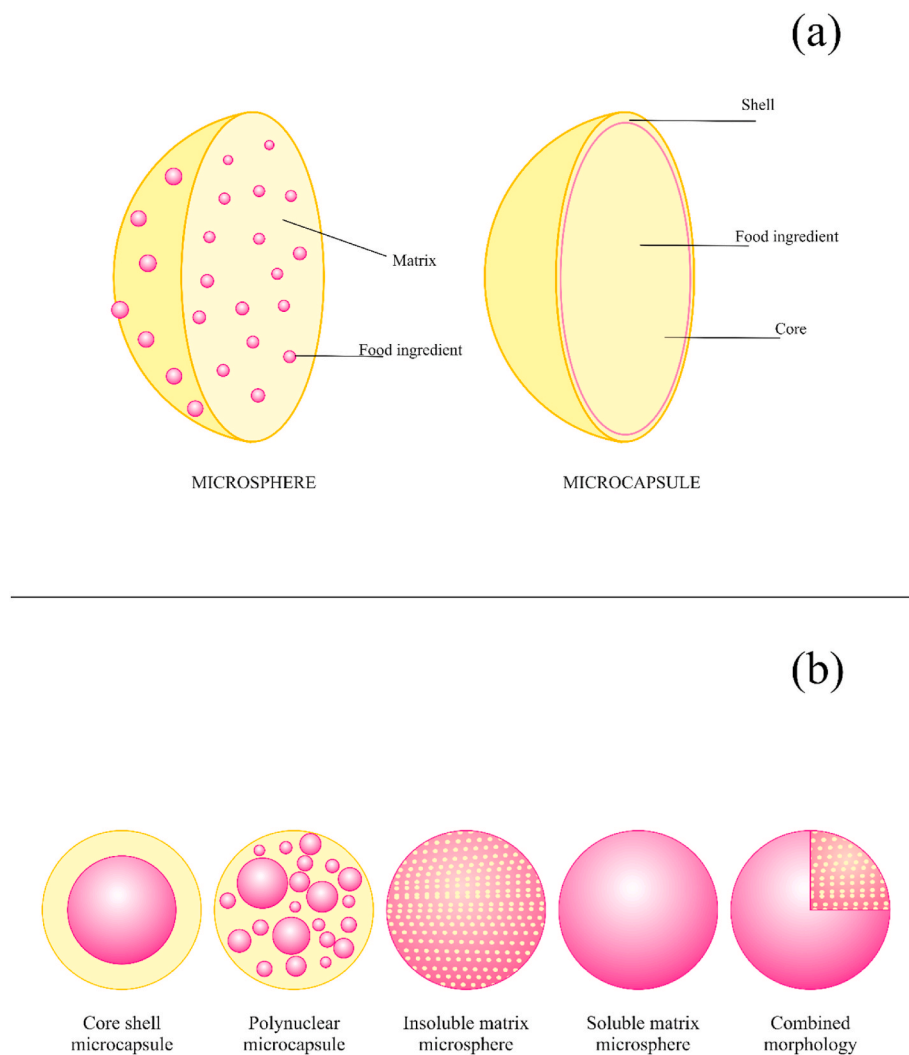 (a)
Shell
Matrix
Food ingredient
Food ingredient
Core
MICROSPHERE
MICROCAPSULE
(b)
Core shell
microcapsule
Polynuclear
microcapsule
Insoluble matrix
microsphere
Soluble matrix
microsphere
Combined
morphology